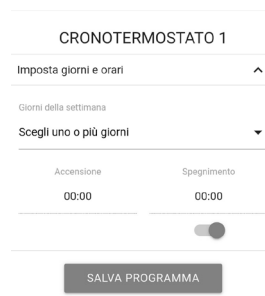 CRONOTERMOSTATO 1
Imposta giorni e orari
Giorni della settimana
Scegli uno o più giorni
Accensione Spegnimento
00:00 00:00
SALVA PROGRAMMA